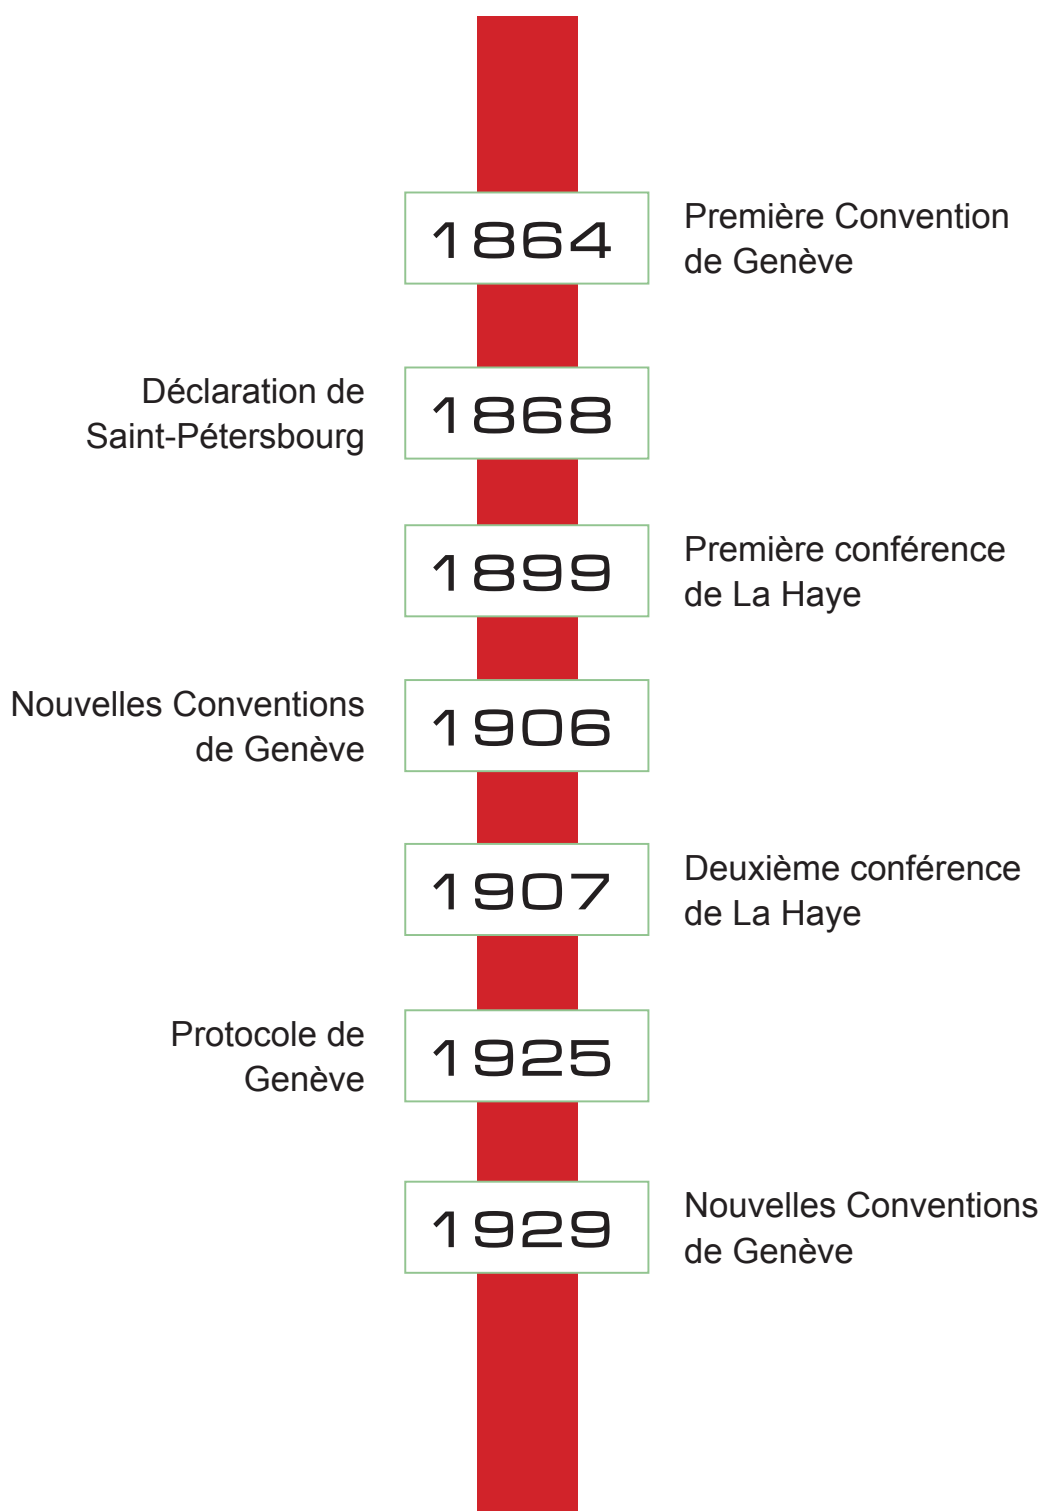 1864
Première Convention
de Genève
Déclaration de
Saint-Pétersbourg
1868
1899
Première conférence
de La Haye
Nouvelles Conventions
de Genève
1906
1907
Deuxième conférence
de La Haye
Protocole de
Genève
1925
1929
Nouvelles Conventions
de Genève